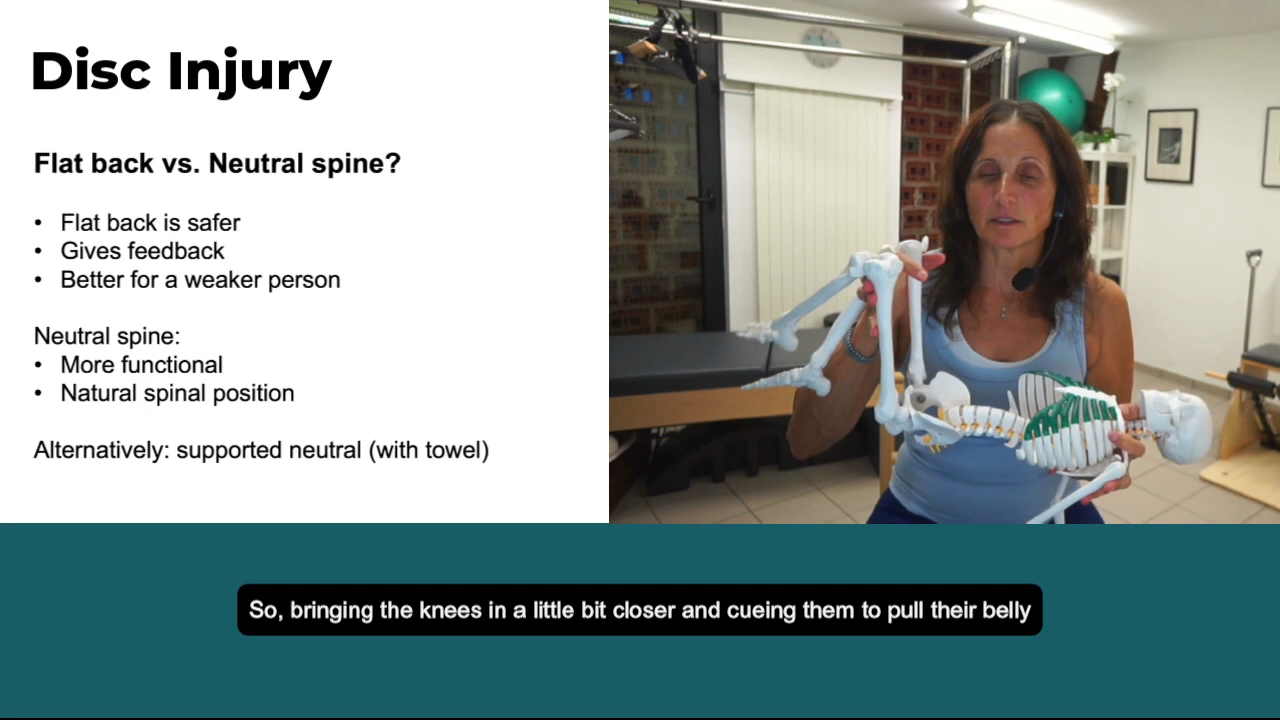 Disc Injury
Flat back vs. Neutral spine?
• Flat back is safer
• Gives feedback
• Better for a weaker person
Neutral spine:
• More functional
• Natural spinal position
Alternatively: supported neutral (with towel)
So, bringing the knees in a little bit closer and cueing them to pull their belly